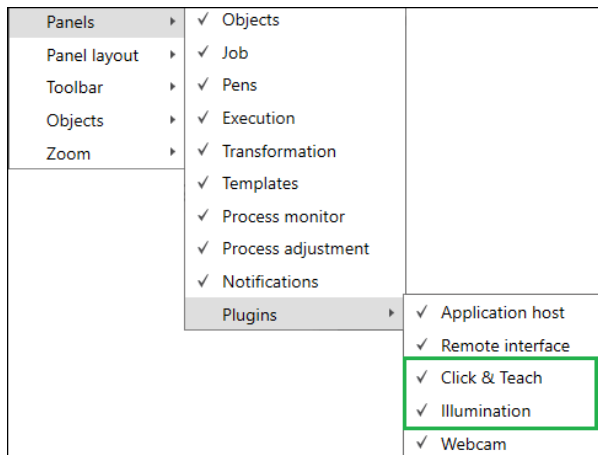 Panels
Panel layout
Toolbar
Objects
Zoom
Objects
Job
Pens
Execution
Transformation
Templates
Process monitor
Process adjustment
Notifications
Plugins
Application host
Remote interface
Click & Teach
Illumination
Webcam